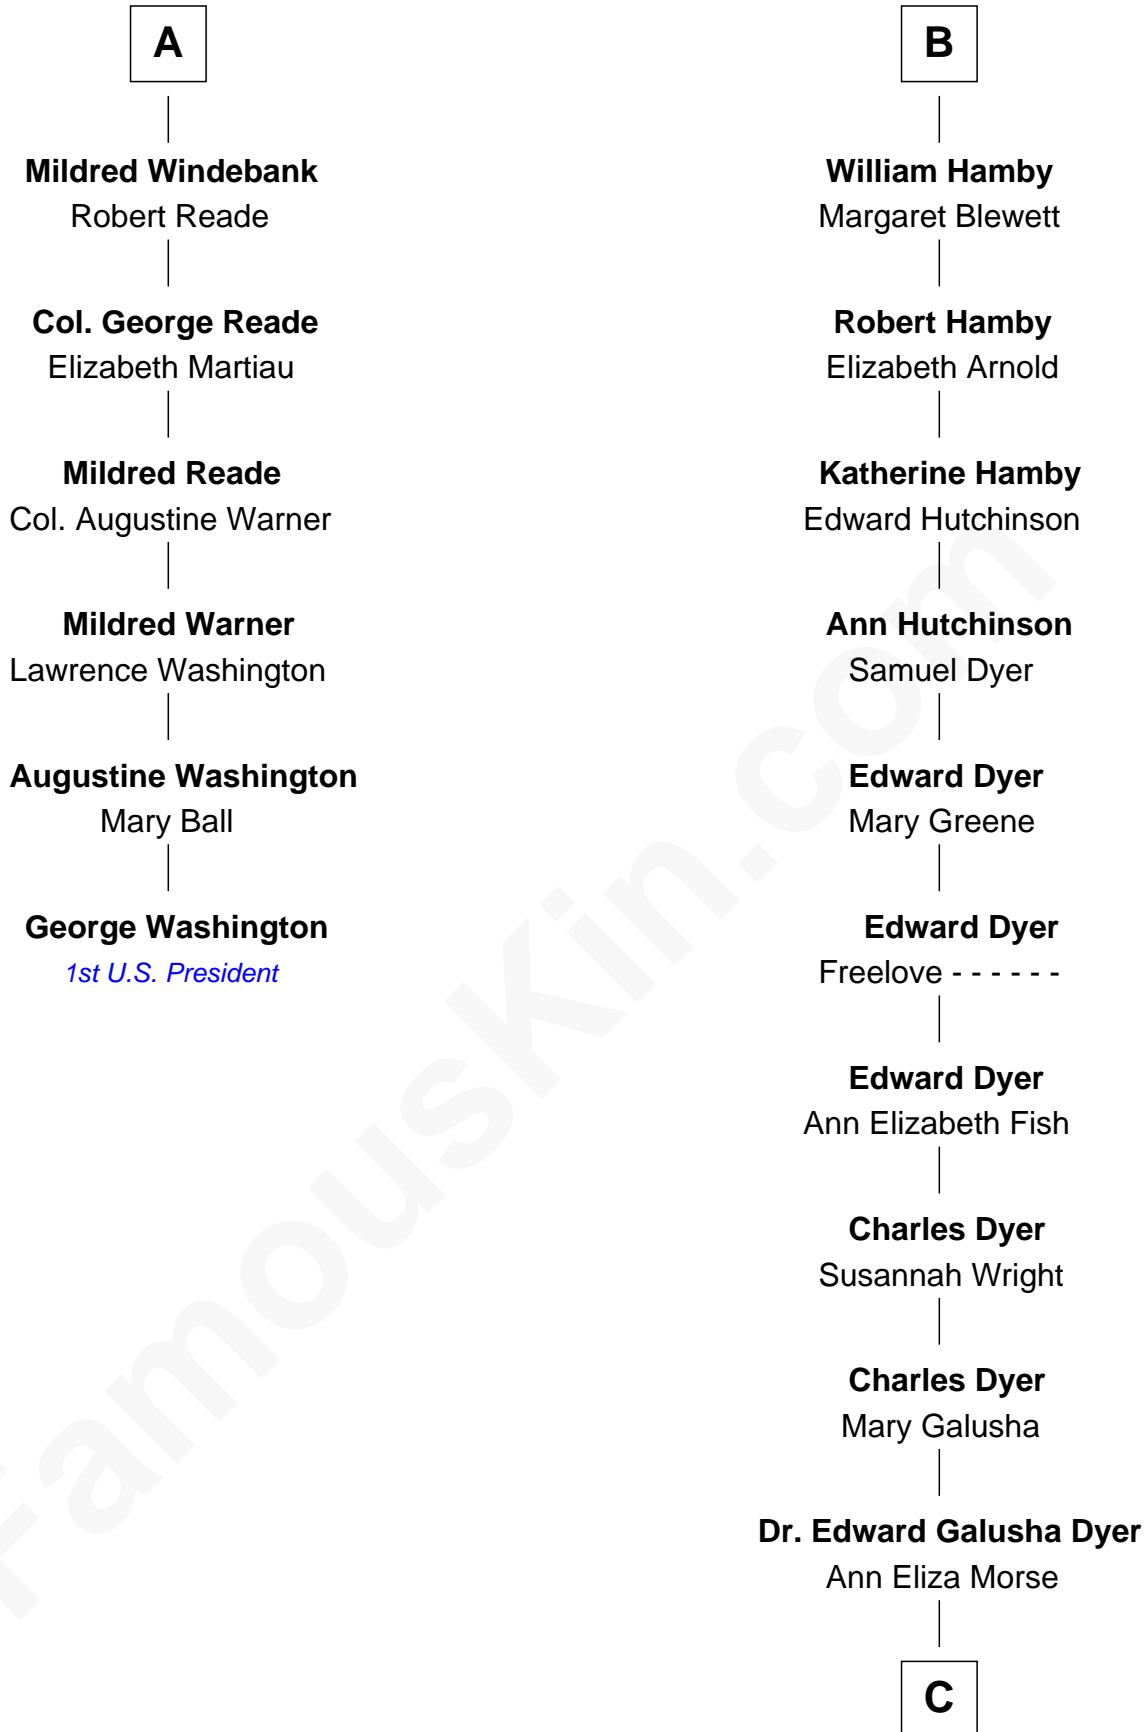 A
Mildred Windebank
Robert Reade
Col. George Reade
Elizabeth Martiau
Mildred Reade
Col. Augustine Warner
Mildred Warner
Lawrence Washington
Augustine Washington
Mary Ball
George Washington
1st U.S. President
B
William Hamby
Margaret Blewett
Robert Hamby
Elizabeth Arnold
Katherine Hamby
Edward Hutchinson
Ann Hutchinson
Samuel Dyer
Edward Dyer
Mary Greene
Edward Dyer
Freelove - - - - - -
Edward Dyer
Ann Elizabeth Fish
Charles Dyer
Susannah Wright
Charles Dyer
Mary Galusha
Dr. Edward Galusha Dyer
Ann Eliza Morse
C
FamousKin.com